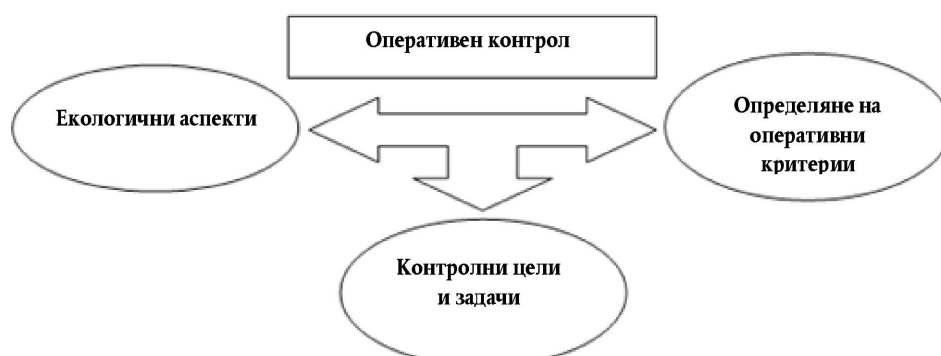 Оперативен контрол
Екологични аспекти
Определяне на
оперативни
критерии
Контролни цели
и задачи